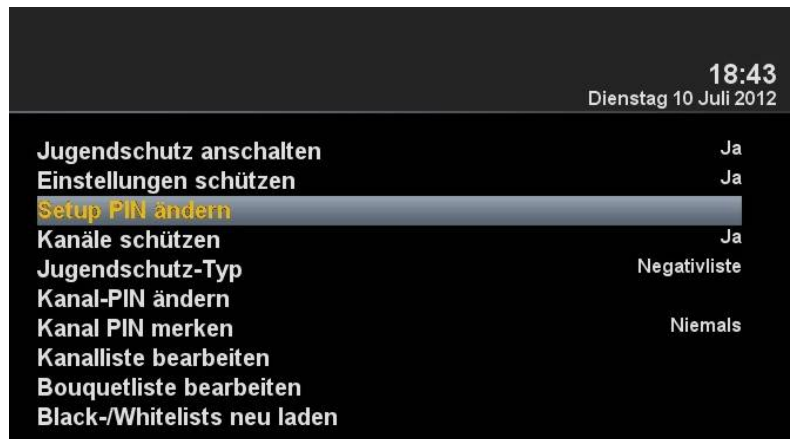 18:43
Dienstag 10 Juli 2012
Jugendschutz anschalten Ja
Einstellungen schützen Ja
Setup PIN ändern
Kanäle schützen Ja
Jugendschutz-Typ Negativliste
Kanal-PIN ändern
Kanal PIN merken Niemals
Kanalliste bearbeiten
Bouquetliste bearbeiten
Black-/Whitelists neu laden